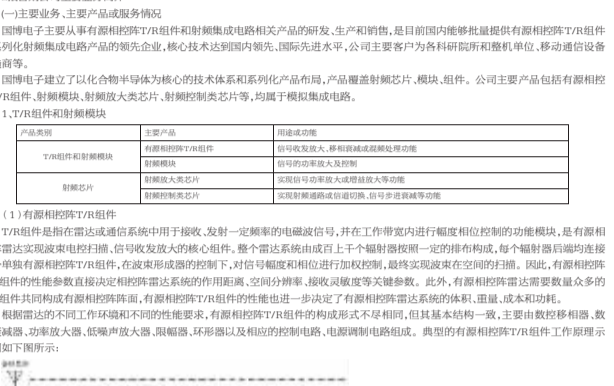 (一)主要业务、主要产品或服务情况
国博电子主要从事有源相控阵T/R组件和射频集成电路相关产品的研发、生产和销售,是目前国内能够批量提供有源相控阵T/R组件
系列化射频集成电路产品的领先企业,核心技术达到国内领先、国际先进水平,公司主要客户为各科研院所和整机单位、移动通信设备
商等。
国博电子建立了以化合物半导体为核心的技术体系和系列化产品布局,产品覆盖射频芯片、模块、组件。公司主要产品包括有源相控
/R组件、射频模块、射频放大类芯片、射频控制类芯片等,均属于模拟集成电路。
1、T/R组件和射频模块
产品类别 主要产品 用途或功能
T/R组件和射频模块 有源相控阵T/R组件 信号收发放大、移相衰减或混频处理功能
射频模块 信号的功率放大及控制
射频芯片 射频放大类芯片 实现信号功率放大或增益放大等功能
射频控制类芯片 实现射频通路或信道切换、信号步进衰减等功能
(1)有源相控阵T/R组件
T/R组件是指在雷达或通信系统中用于接收、发射一定频率的电磁波信号,并在工作带宽内进行幅度相位控制的功能模块,是有源相
雷达实现波束电控扫描、信号收发放大的核心组件。整个雷达系统由成百上千个辐射器按照一定的排布构成,每个辐射器后端均连接
单独有源相控阵T/R组件,在波束形成器的控制下,对信号幅度和相位进行加权控制,最终实现波束在空间的扫描。因此,有源相控阵
组件的性能参数直接决定相控阵雷达系统的作用距离、空间分辨率、接收灵敏度等关键参数。此外,有源相控阵雷达需要数量众多的
组件共同构成有源相控阵阵面,有源相控阵T/R组件的性能也进一步决定了有源相控阵雷达系统的体积、重量、成本和功耗。
根据雷达的不同工作环境和不同的性能要求,有源相控阵T/R组件的构成形式不尽相同,但其基本结构一致,主要由数控移相器、数
减器、功率放大器、低噪声放大器、限幅器、环形器以及相应的控制电路、电源调制电路组成。典型的有源相控阵T/R组件工作原理示
如下图所示: